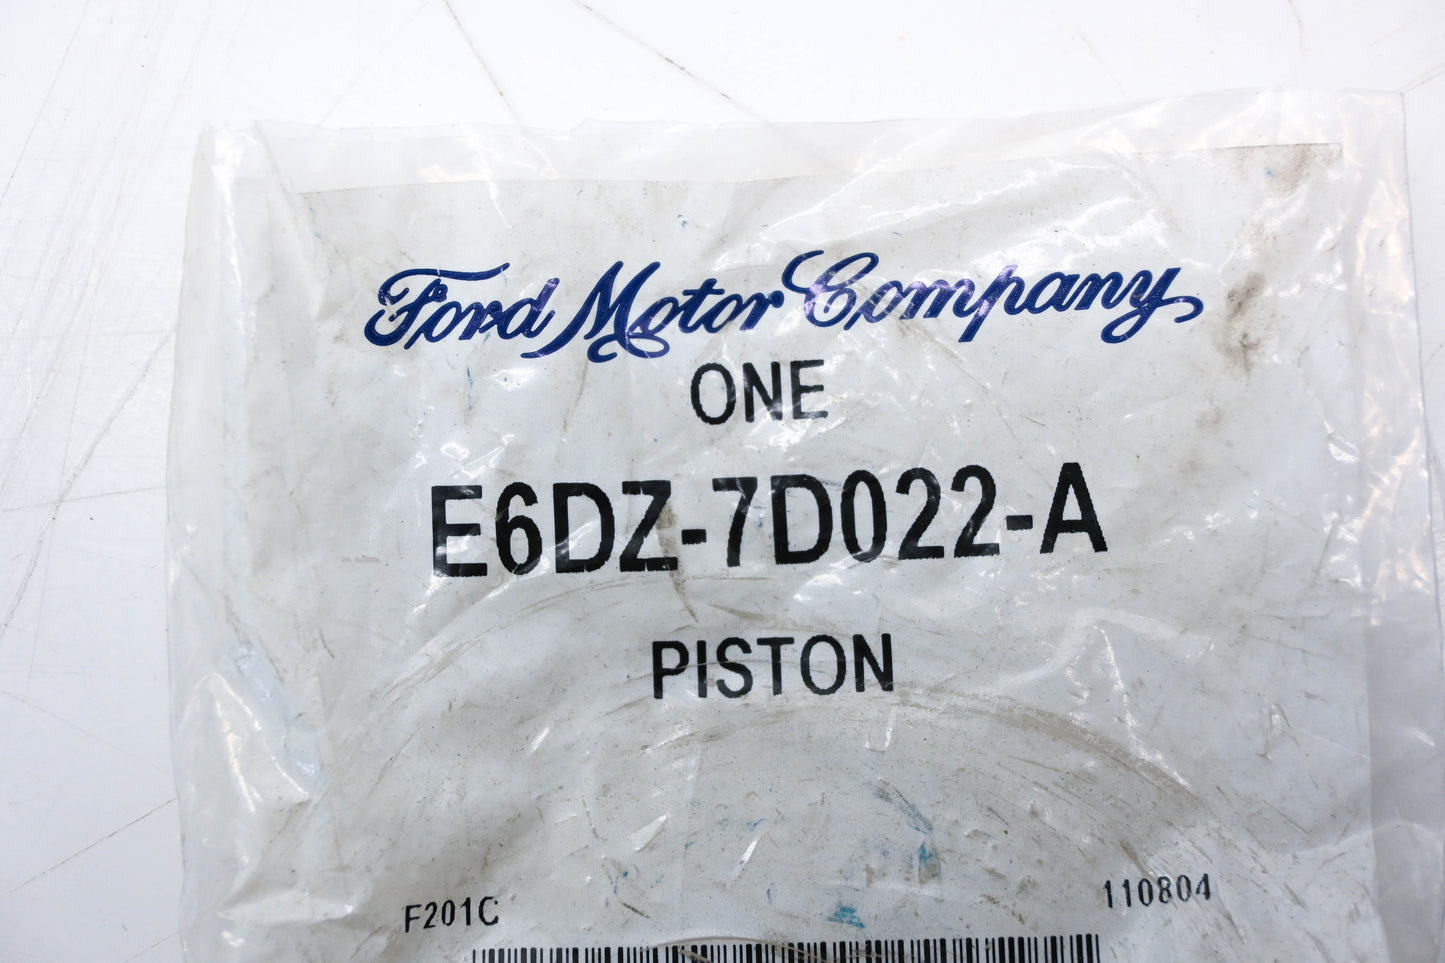 Ford Motor Company
ONE
E6DZ-7D022-A
PISTON
F201C 110804